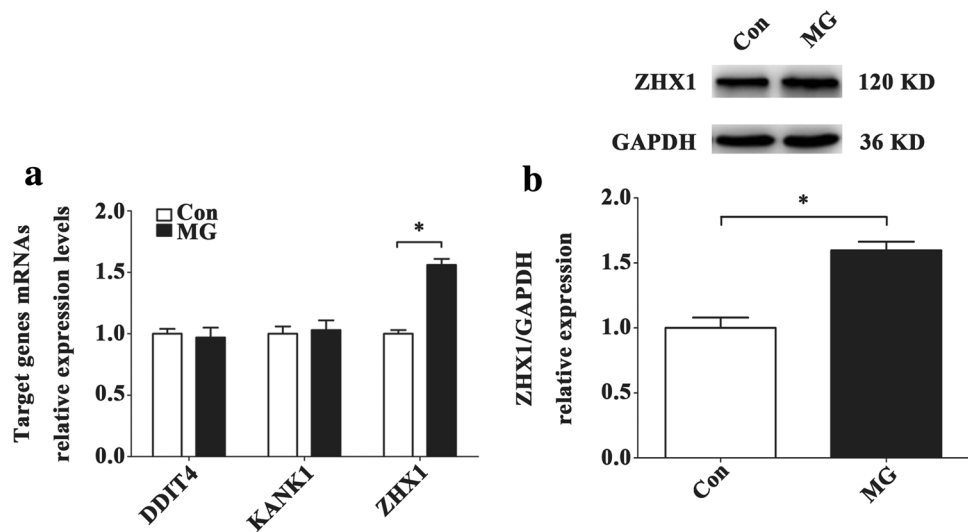 Con MG
ZHX1 120 KD
GAPDH 36 KD
a
b
Target genes mRNAs
relative expression levels
2.0
1.5
1.0
0.5
0.0
Con
MG
*
DDIT4
KANK1
ZHX1
ZHX1/GAPDH
relative expression
2.0
1.5
1.0
0.5
0.0
*
Con
MG